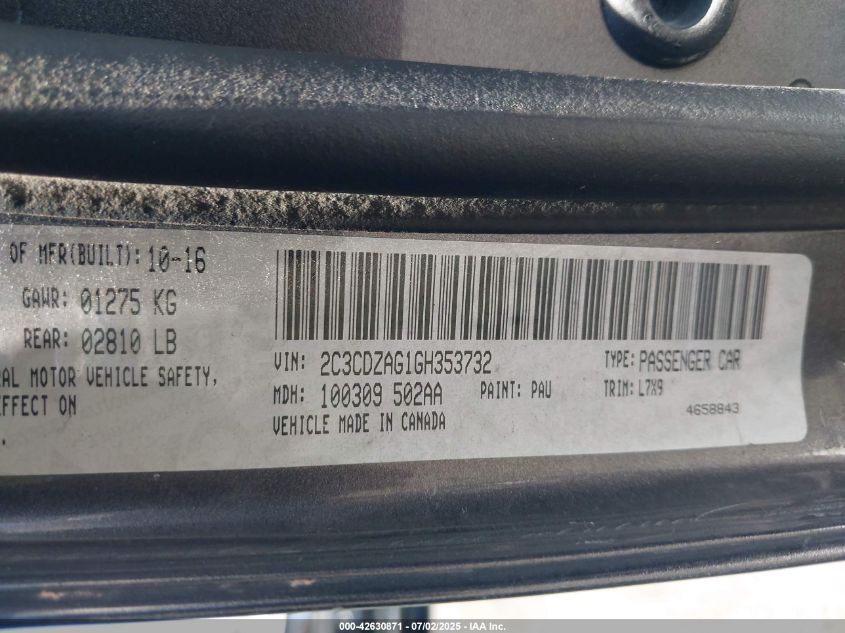 OF MFR(BUILT): 10-16
GAWR: 01275 KG
REAR: 02810 LB
RAL MOTOR VEHICLE SAFETY,
EFFECT ON
VIN: 2C3CDZAG1GH353732
TYPE: PASSENGER CAR
MDH: 100309 502AA
PAINT: PAU
TRIM: L7X9
VEHICLE MADE IN CANADA
4658843
000-42630871 - 07/02/2025 - IAA Inc.